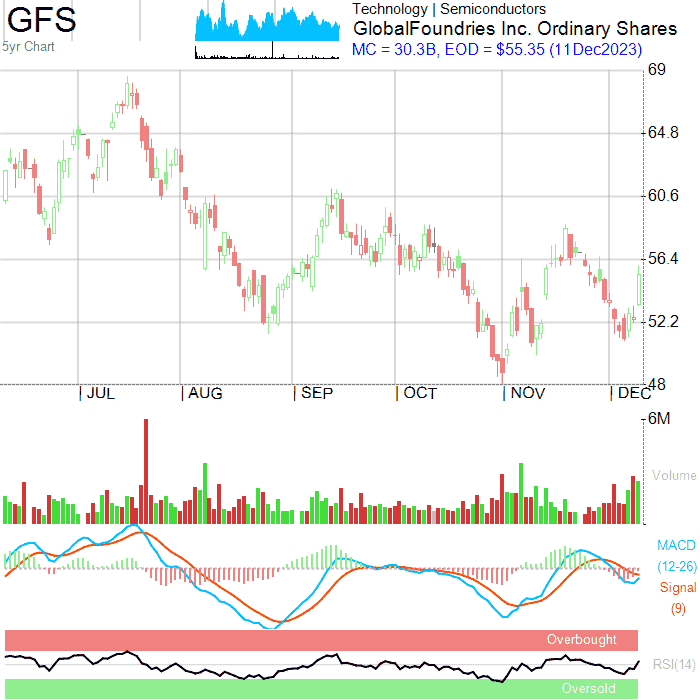 GFS
5yr Chart
Technology | Semiconductors
GlobalFoundries Inc. Ordinary Shares
MC = 30.3B, EOD = $55.35 (11Dec2023)
69
64.8
60.6
56.4
52.2
48
JUL AUG SEP OCT NOV DEC
6M
Volume
MACD
(12-26)
Signal
(9)
Overbought
RSI(14)
Oversold